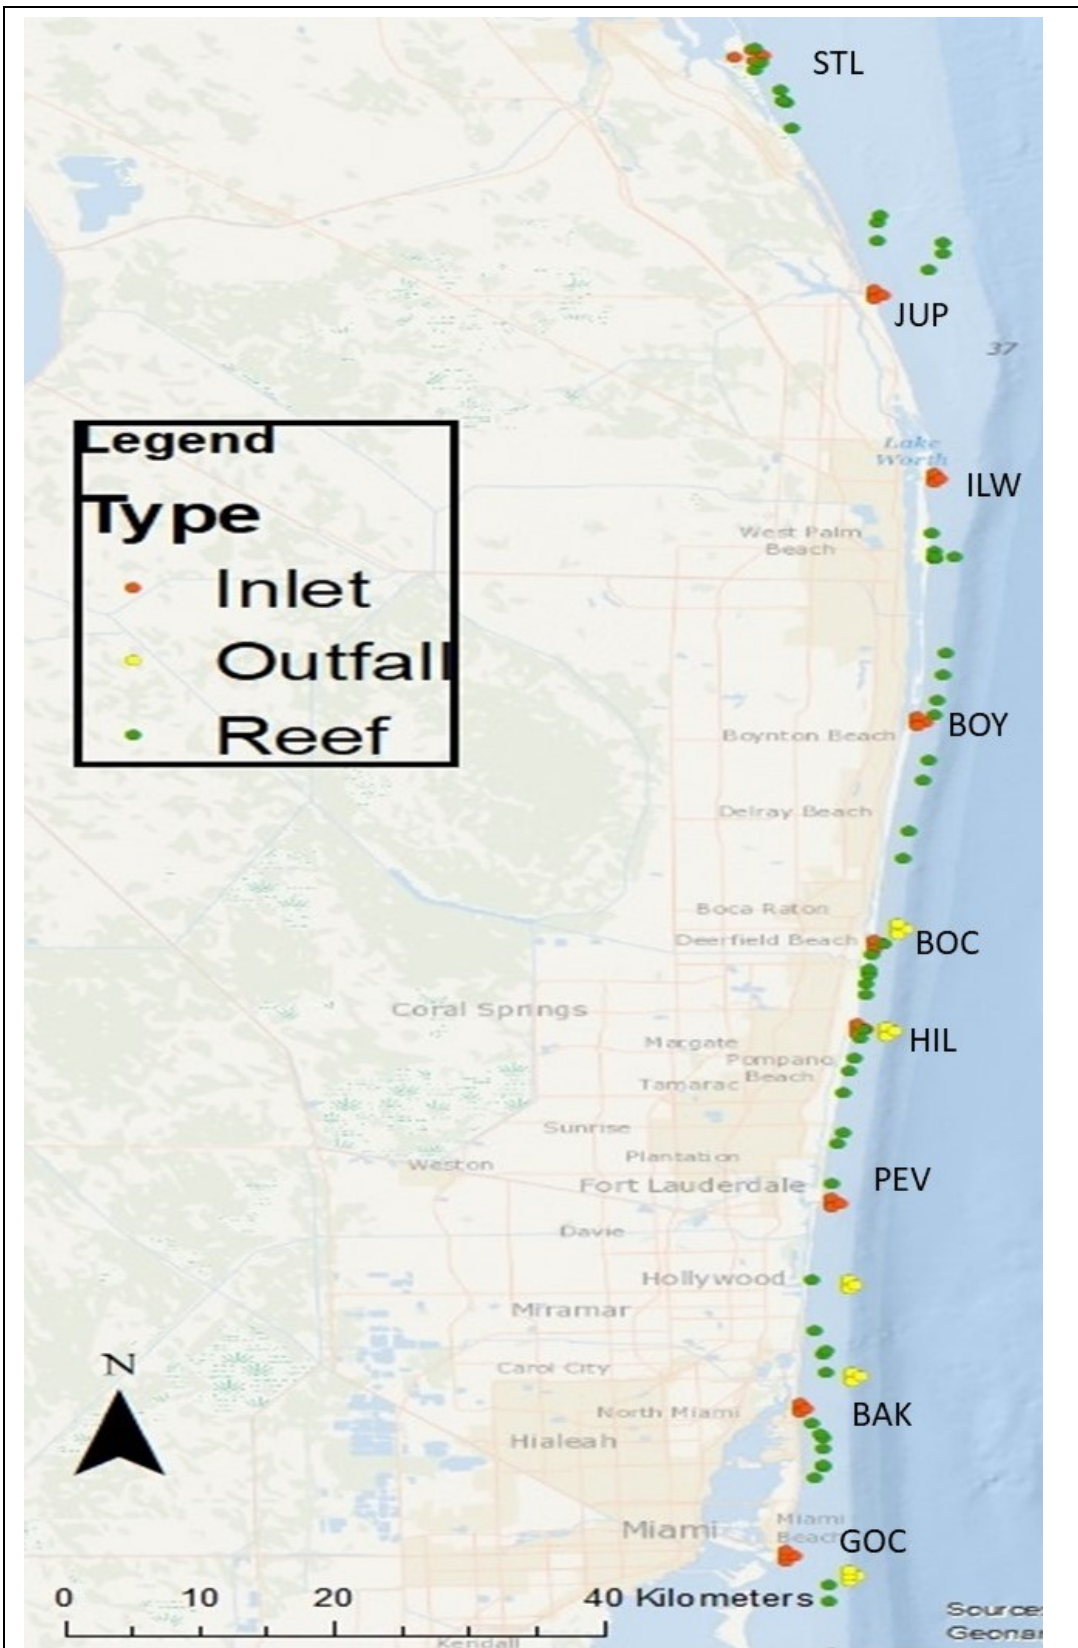 STL
JUP
37
Legend
Type
Inlet
Outfall
Reef
Lake
Worth
ILW
West Palm
Beach
BOY
Boynton Beach
Delray Beach
Boca Raton
Deerfield Beach
BOC
Coral Springs
HIL
Margate
Pompano
Beach
Tamarac
Sunrise
Plantation
Weston
PEV
Fort Lauderdale
Davie
Hollywood
Miramar
N
Carol City
North Miami
BAK
Hialeah
Miami
Miami
Beach
GOC
0 10 20 40 Kilometers
Source:
Geonar
Kendall